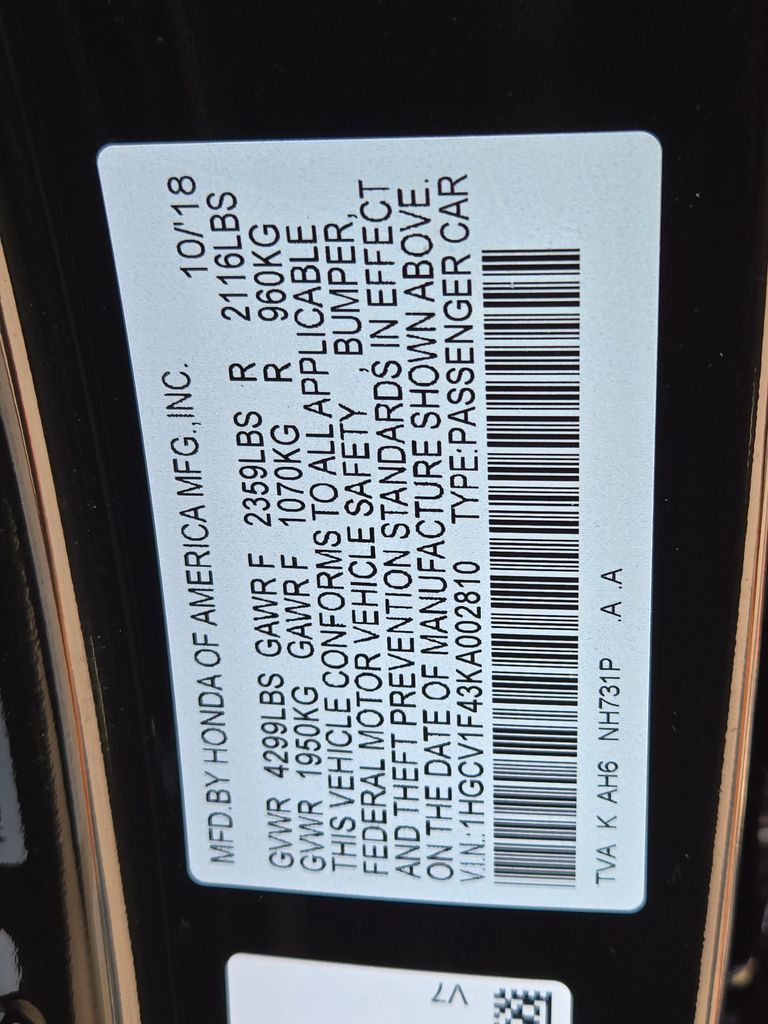 MFD.BY HONDA OF AMERICA MFG.,INC. 10/'18
GVWR 4299LBS GAWR F 2359LBS R 2116LBS
GVWR 1950KG GAWR F 1070KG R 960KG
THIS VEHICLE CONFORMS TO ALL APPLICABLE
FEDERAL MOTOR VEHICLE SAFETY , BUMPER,
AND THEFT PREVENTION STANDARDS IN EFFECT
ON THE DATE OF MANUFACTURE SHOWN ABOVE.
V.I.N.:1HGCV1F43KA002810 TYPE:PASSENGER CAR
TVA K AH6 NH731P .A .A
V7